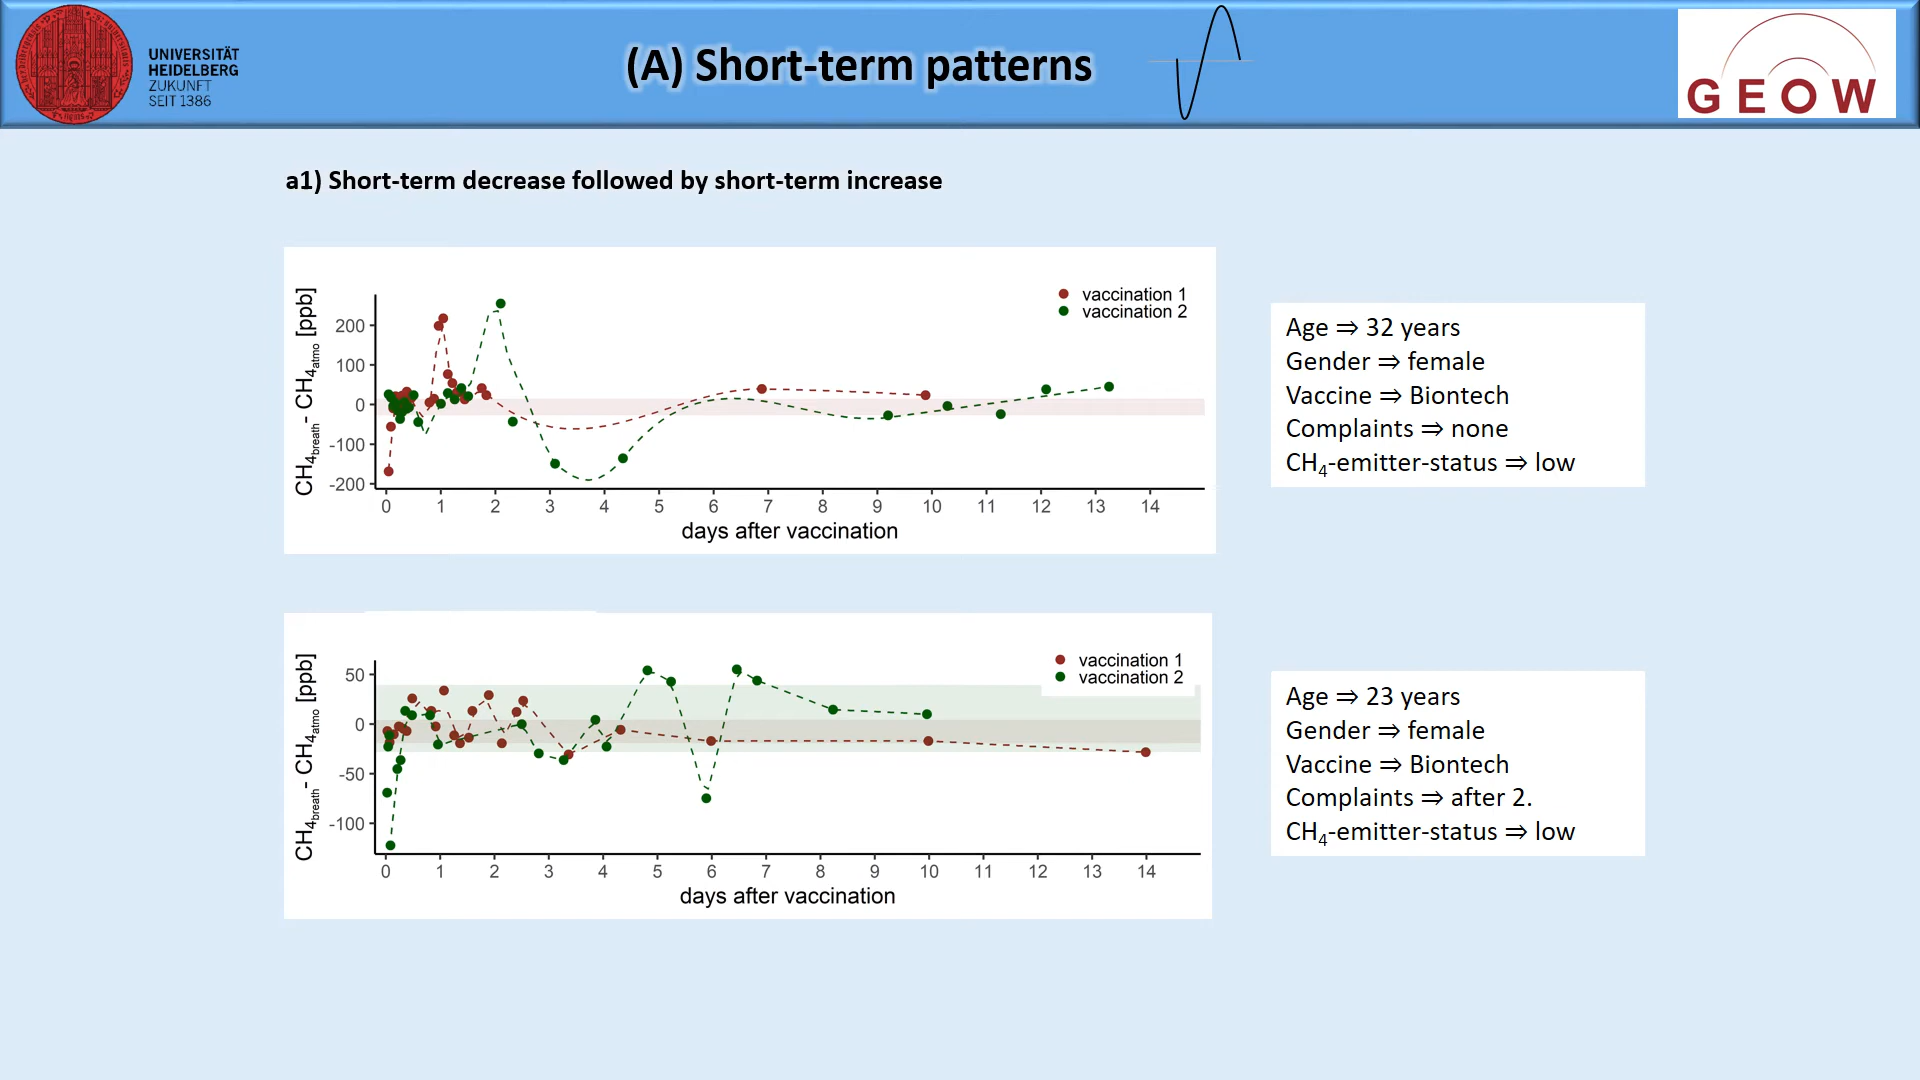 UNIVERSITÄT
HEIDELBERG
ZUKUNFT
SEIT 1386
(A) Short-term patterns
GEOW
a1) Short-term decrease followed by short-term increase
CH4breath - CH4atmo [ppb]
200
100
0
-100
-200
vaccination 1
vaccination 2
0 1 2 3 4 5 6 7 8 9 10 11 12 13 14
days after vaccination
Age ⇒ 32 years
Gender ⇒ female
Vaccine ⇒ Biontech
Complaints ⇒ none
CH4-emitter-status ⇒ low
CH4breath - CH4atmo [ppb]
50
0
-50
-100
vaccination 1
vaccination 2
0 1 2 3 4 5 6 7 8 9 10 11 12 13 14
days after vaccination
Age ⇒ 23 years
Gender ⇒ female
Vaccine ⇒ Biontech
Complaints ⇒ after 2.
CH4-emitter-status ⇒ low